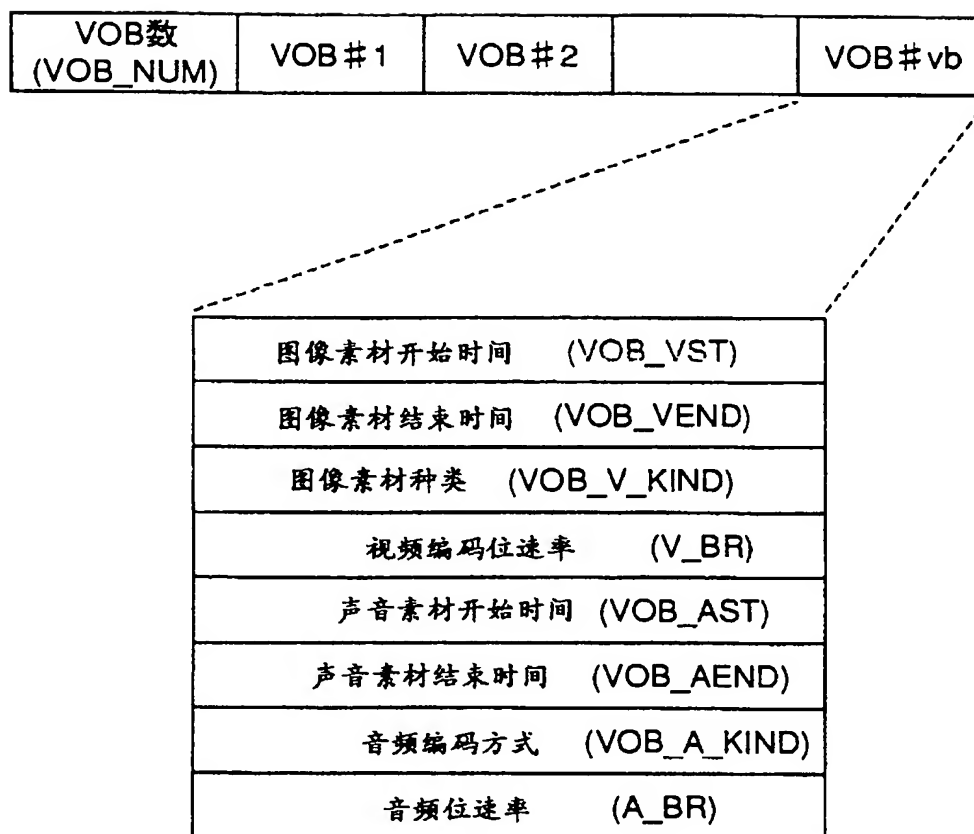 VOB数
(VOB_NUM)
VOB#1
VOB#2
VOB#vb
图像素材开始时间 (VOB_VST)
图像素材结束时间 (VOB_VEND)
图像素材种类 (VOB_V_KIND)
视频编码位速率 (V_BR)
声音素材开始时间 (VOB_AST)
声音素材结束时间 (VOB_AEND)
音频编码方式 (VOB_A_KIND)
音频位速率 (A_BR)